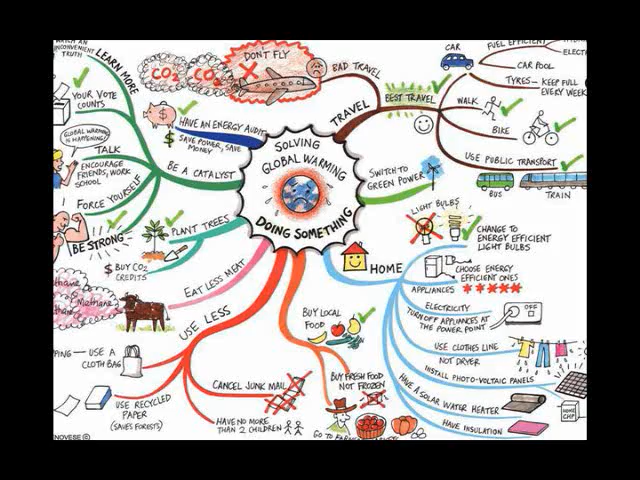 SOLVING
GLOBAL WARMING
DOING SOMETHING
TRUTH
LEARN MORE
YOUR VOTE
COUNTS
GLOBAL WARMING
IS HAPPENING!
TALK
ENCOURAGE
FRIENDS, WORK
SCHOOL
FORCE YOURSELF
BE STRONG
BE A CATALYST
HAVE AN ENERGY AUDIT
$
$
SAVE POWER, SAVE
MONEY
CO2
CO2
DON'T FLY
BAD TRAVEL
TRAVEL
BEST TRAVEL
CAR
FUEL EFFICIENT
CAR POOL
TYRES - KEEP FULL
EVERY WEEK
WALK
BIKE
USE PUBLIC TRANSPORT
BUS
TRAIN
SWITCH TO
GREEN POWER
PLANT TREES
$ BUY CO2
CREDITS
EAT LESS MEAT
Methane
USE LESS
USE A
CLOTH BAG
USE RECYCLED
PAPER
(SAVES FORESTS)
CANCEL JUNK MAIL
HAVE NO MORE
THAN 2 CHILDREN
BUY LOCAL
FOOD
BUY FRESH FOOD
NOT FROZEN
GO TO
HOME
LIGHT BULBS
CHANGE TO
ENERGY EFFICIENT
LIGHT BULBS
CHOOSE ENERGY
EFFICIENT ONES
APPLIANCES
ELECTRICITY
TURN OFF APPLIANCES AT
THE POWER POINT
OFF
USE CLOTHES LINE
NOT DRYER
INSTALL PHOTO-VOLTAIC PANELS
HAVE A SOLAR WATER HEATER
HAVE INSULATION
HOME
CHP
NOVESE ©